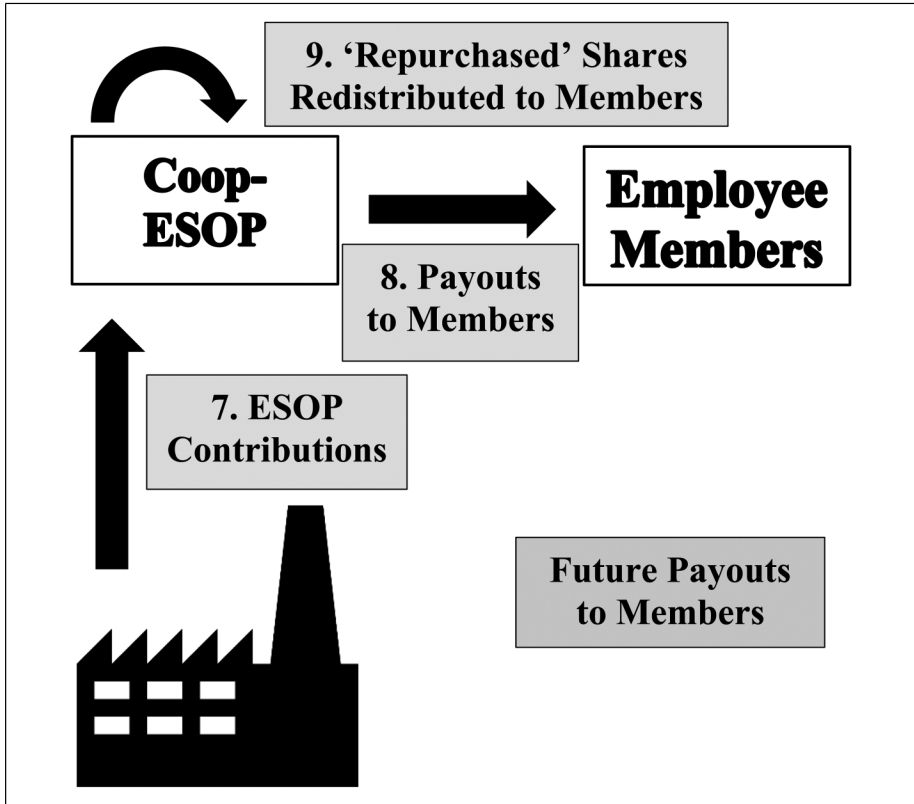 9. ‘Repurchased’ Shares
Redistributed to Members
Coop-
ESOP
Employee
Members
8. Payouts
to Members
7. ESOP
Contributions
Future Payouts
to Members